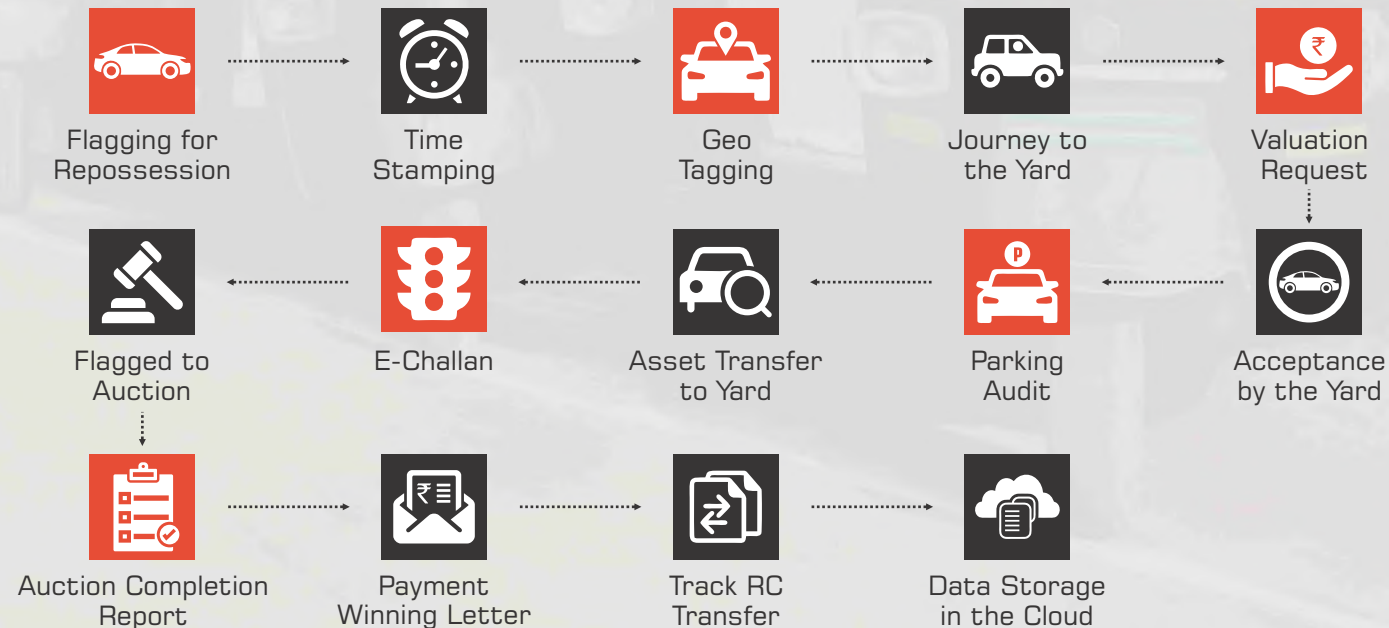 Flagging for
Repossession
Time
Stamping
Geo
Tagging
Journey to
the Yard
₹
Valuation
Request
Flagged to
Auction
E-Challan
Asset Transfer
to Yard
P
Parking
Audit
Acceptance
by the Yard
Auction Completion
Report
₹
Payment
Winning Letter
Track RC
Transfer
Data Storage
in the Cloud